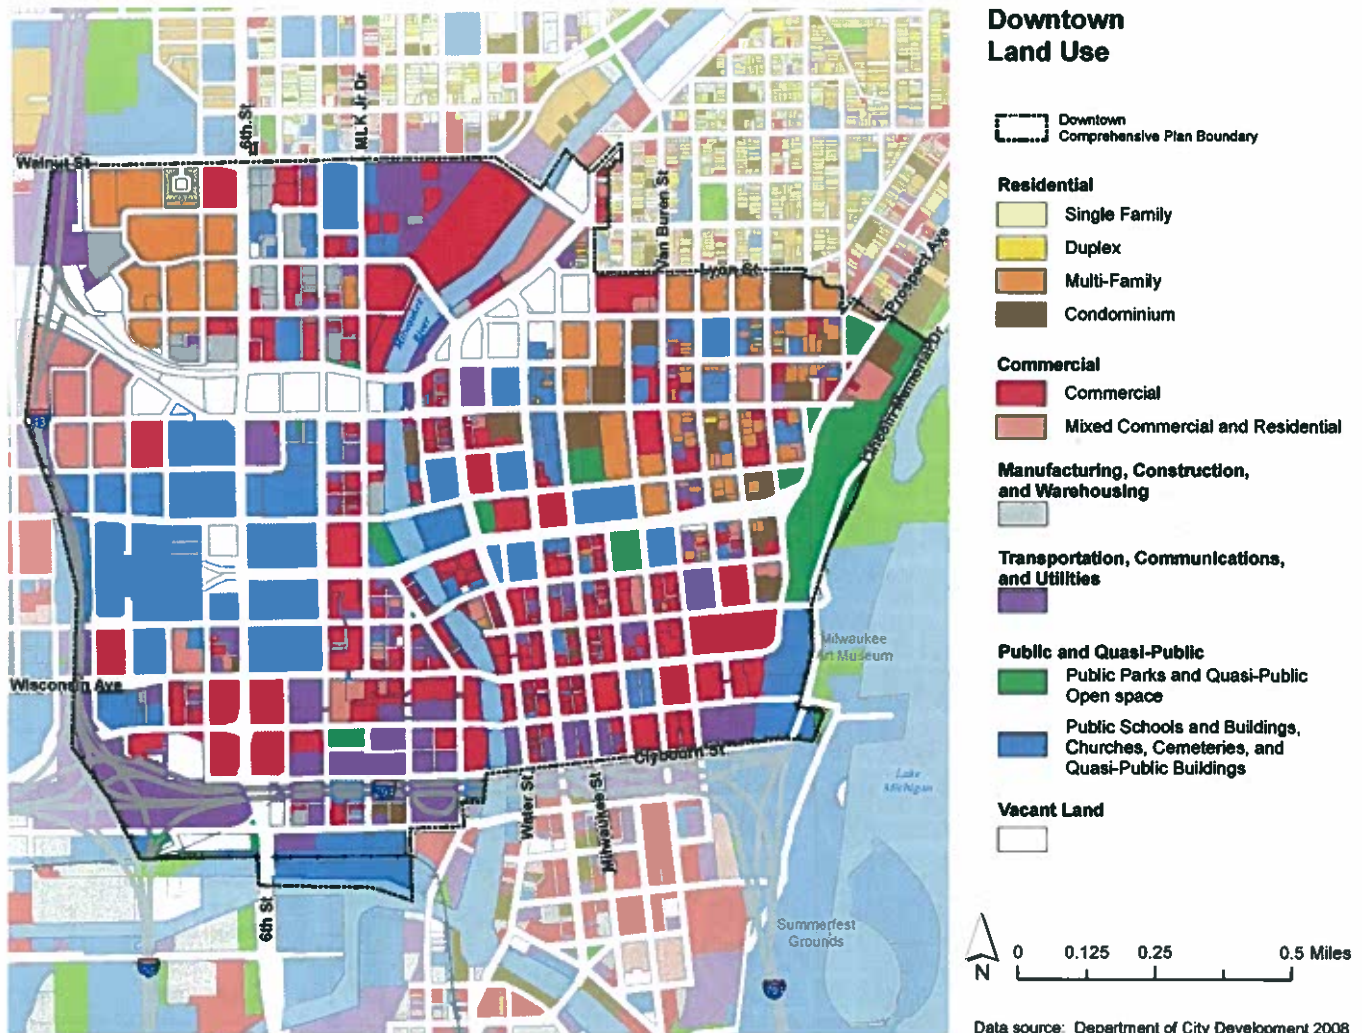 Downtown
Land Use
Downtown
Comprehensive Plan Boundary
Residential
Single Family
Duplex
Multi-Family
Condominium
Commercial
Commercial
Mixed Commercial and Residential
Manufacturing, Construction,
and Warehousing
Transportation, Communications,
and Utilities
Public and Quasi-Public
Public Parks and Quasi-Public
Open space
Public Schools and Buildings,
Churches, Cemeteries, and
Quasi-Public Buildings
Vacant Land
N
0 0.125 0.25 0.5 Miles
Data source: Department of City Development 2008
Walnut St
6th St
MLK Jr. Dr.
Van Buren St
Lyon St
Prospect Ave
Lincoln Memorial Dr
Milwaukee
River
Milwaukee
Art Museum
Wisconsin Ave
Clybourn St
Water St
Milwaukee St
Lake
Michigan
6th St
Summerfest
Grounds